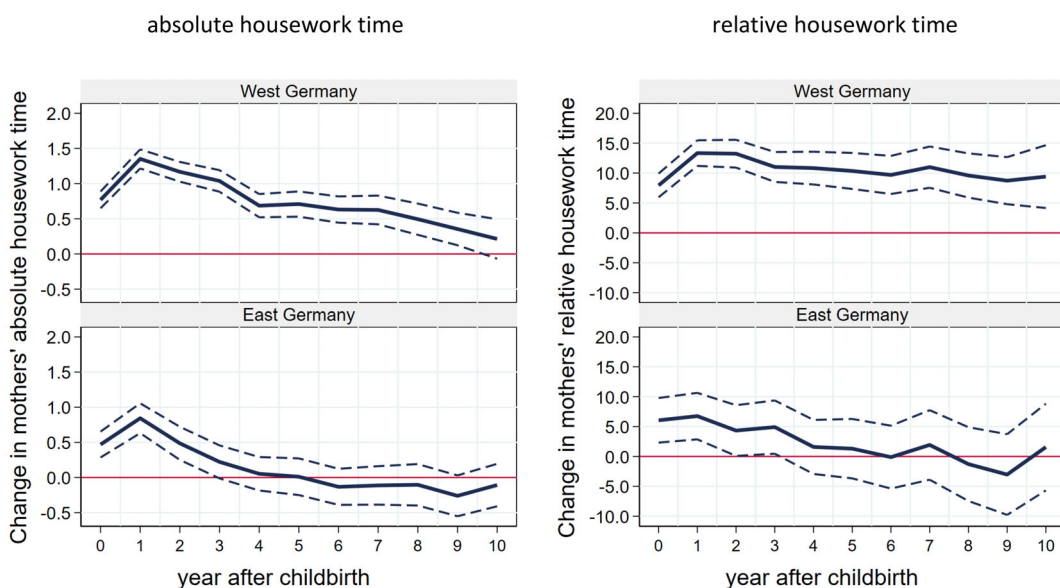 absolute housework time
Change in mothers' absolute housework time
West Germany
2.0
1.5
1.0
0.5
0.0
-0.5
East Germany
2.0
1.5
1.0
0.5
0.0
-0.5
0 1 2 3 4 5 6 7 8 9 10
year after childbirth
relative housework time
Change in mothers' relative housework time
West Germany
20.0
15.0
10.0
5.0
0.0
-5.0
-10.0
East Germany
20.0
15.0
10.0
5.0
0.0
-5.0
-10.0
0 1 2 3 4 5 6 7 8 9 10
year after childbirth